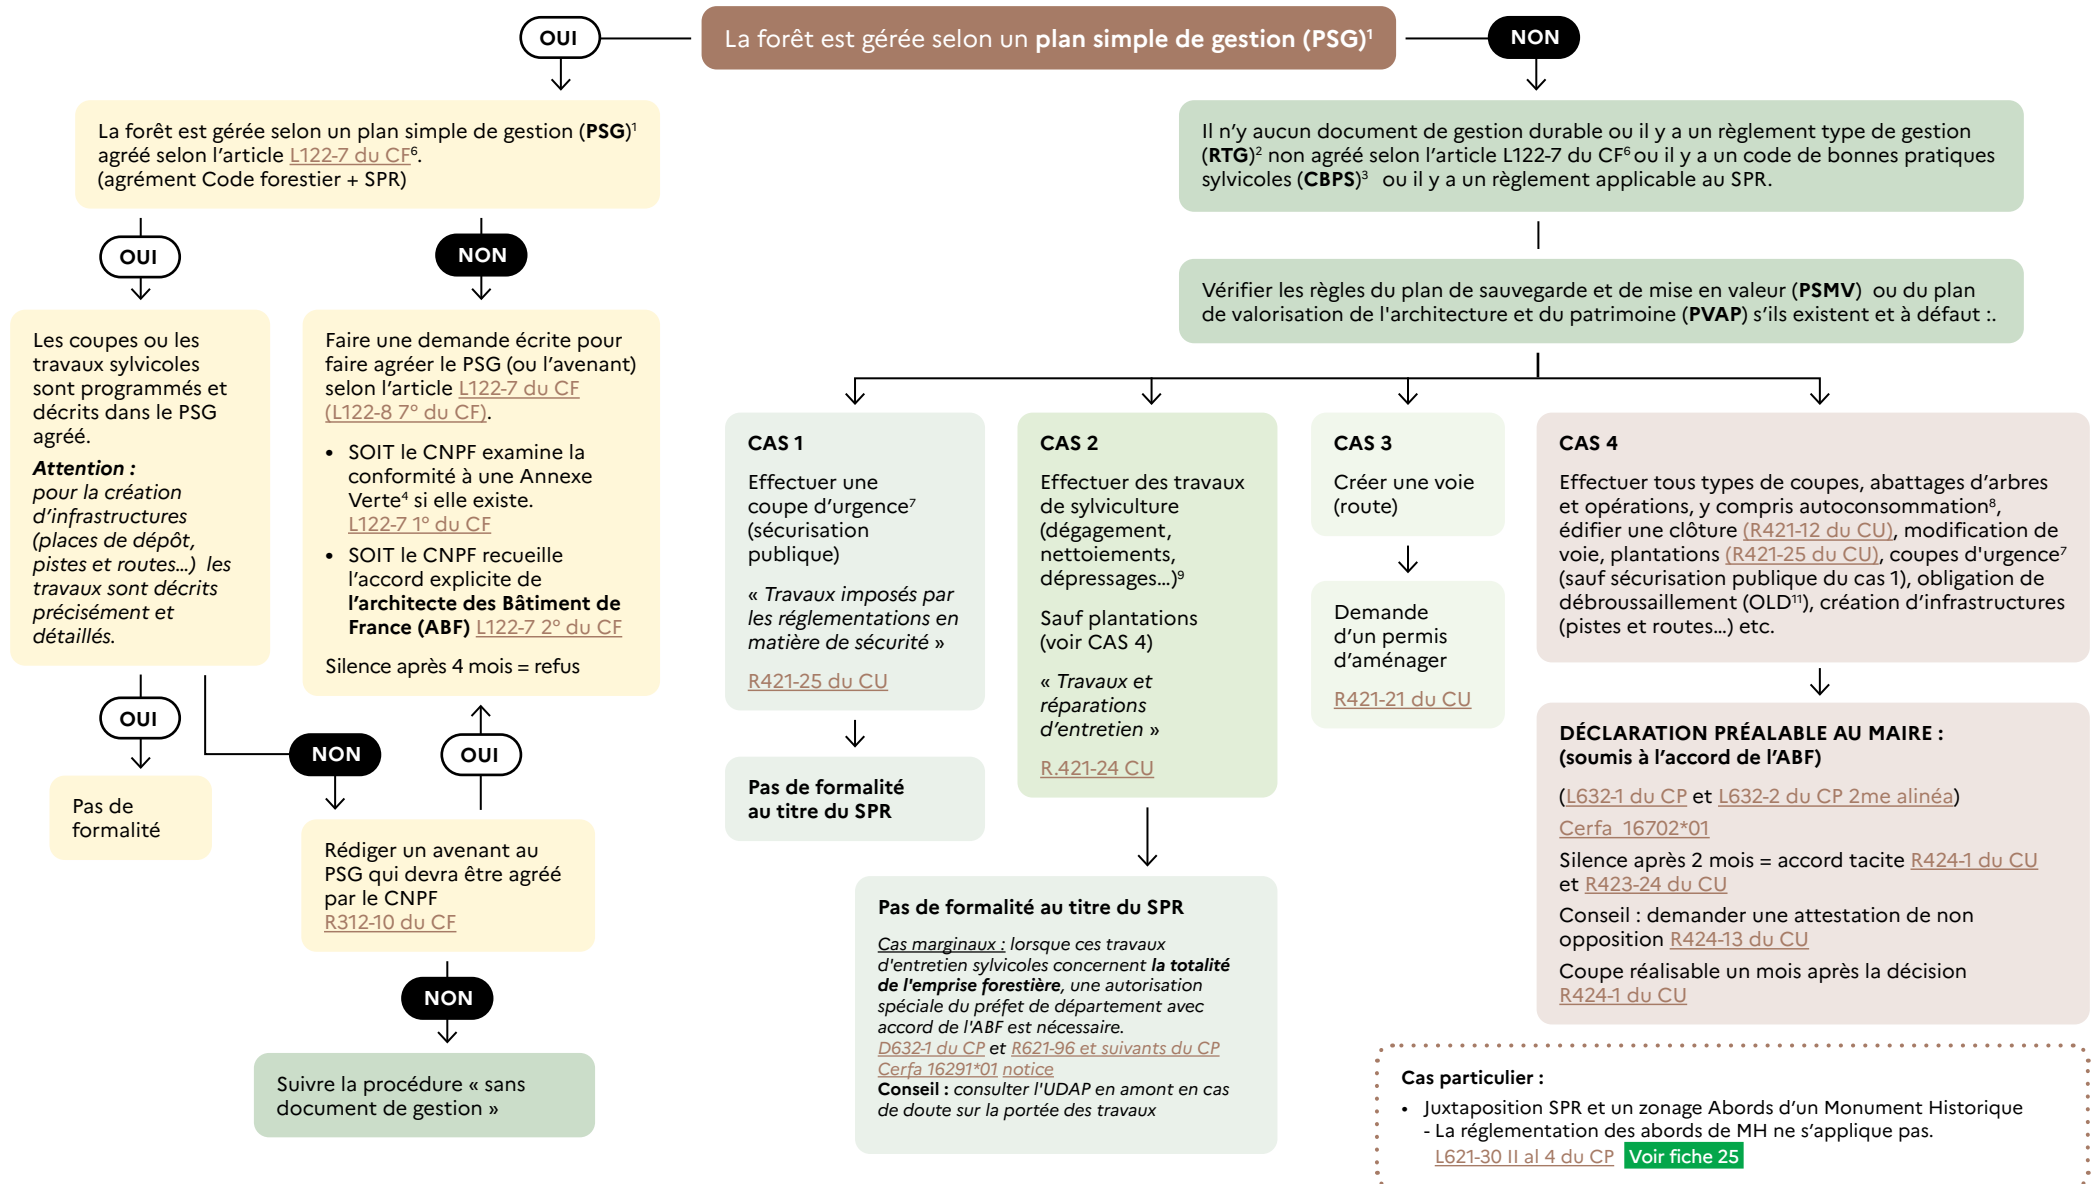 OUI
La forêt est gérée selon un plan simple de gestion (PSG)¹
NON
La forêt est gérée selon un plan simple de gestion (PSG)¹
agréé selon l’article L122-7 du CF⁶.
(agrément Code forestier + SPR)
OUI
NON
Les coupes ou les
travaux sylvicoles
sont programmés et
décrits dans le PSG
agréé.
Attention :
pour la création
d’infrastructures
(places de dépôt,
pistes et routes…) les
travaux sont décrits
précisément et
détaillés.
Faire une demande écrite pour
faire agréer le PSG (ou l’avenant)
selon l’article L122-7 du CF
(L122-8 7° du CF).
• SOIT le CNPF examine la
conformité à une Annexe
Verte⁴ si elle existe.
L122-7 1° du CF
• SOIT le CNPF recueille
l’accord explicite de
l’architecte des Bâtiment de
France (ABF) L122-7 2° du CF
Silence après 4 mois = refus
OUI
NON
OUI
Pas de
formalité
Rédiger un avenant au
PSG qui devra être agréé
par le CNPF
R312-10 du CF
NON
Suivre la procédure « sans
document de gestion »
Il n’y aucun document de gestion durable ou il y a un règlement type de gestion
(RTG)² non agréé selon l’article L122-7 du CF⁶ ou il y a un code de bonnes pratiques
sylvicoles (CBPS)³ ou il y a un règlement applicable au SPR.
Vérifier les règles du plan de sauvegarde et de mise en valeur (PSMV) ou du plan
de valorisation de l'architecture et du patrimoine (PVAP) s’ils existent et à défaut :.
CAS 1
Effectuer une
coupe d’urgence⁷
(sécurisation
publique)
« Travaux imposés par
les réglementations en
matière de sécurité »
R421-25 du CU
Pas de formalité
au titre du SPR
CAS 2
Effectuer des travaux
de sylviculture
(dégagement,
nettoiements,
dépressages…)⁹
Sauf plantations
(voir CAS 4)
« Travaux et
réparations
d’entretien »
R.421-24 CU
Pas de formalité au titre du SPR
Cas marginaux : lorsque ces travaux
d'entretien sylvicoles concernent la totalité
de l'emprise forestière, une autorisation
spéciale du préfet de département avec
accord de l'ABF est nécessaire.
D632-1 du CP et R621-96 et suivants du CP
Cerfa 16291*01 notice
Conseil : consulter l'UDAP en amont en cas
de doute sur la portée des travaux
CAS 3
Créer une voie
(route)
Demande
d’un permis
d’aménager
R421-21 du CU
CAS 4
Effectuer tous types de coupes, abattages d’arbres
et opérations, y compris autoconsommation⁸,
édifier une clôture (R421-12 du CU), modification de
voie, plantations (R421-25 du CU), coupes d'urgence⁷
(sauf sécurisation publique du cas 1), obligation de
débroussaillement (OLD¹¹), création d’infrastructures
(pistes et routes…) etc.
DÉCLARATION PRÉALABLE AU MAIRE :
(soumis à l’accord de l’ABF)
(L632-1 du CP et L632-2 du CP 2me alinéa)
Cerfa 16702*01
Silence après 2 mois = accord tacite R424-1 du CU
et R423-24 du CU
Conseil : demander une attestation de non
opposition R424-13 du CU
Coupe réalisable un mois après la décision
R424-1 du CU
Cas particulier :
• Juxtaposition SPR et un zonage Abords d’un Monument Historique
- La réglementation des abords de MH ne s’applique pas.
L621-30 II al 4 du CP Voir fiche 25